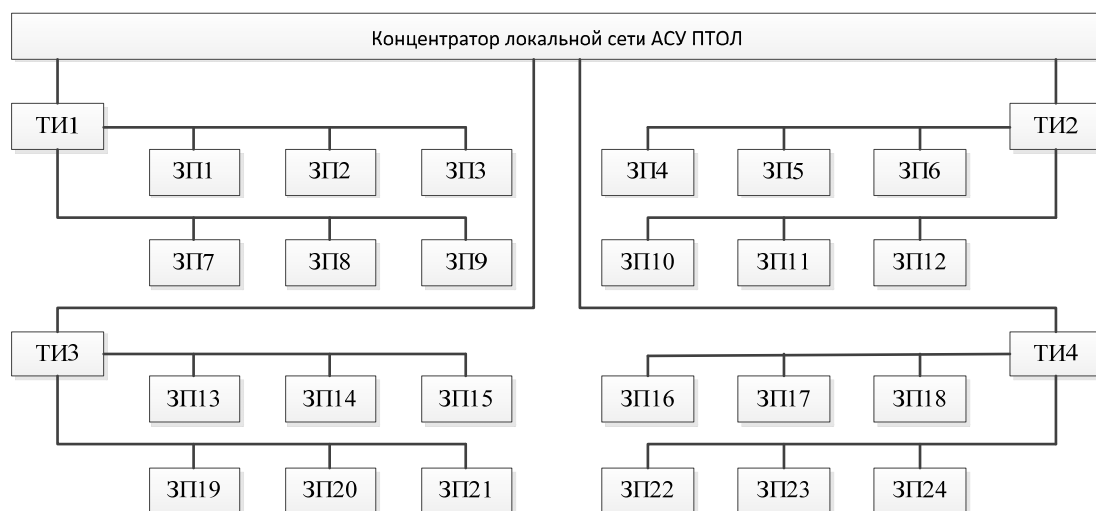 Концентратор локальной сети АСУ ПТОЛ
ТИ1
ТИ2
ЗП1 ЗП2 ЗП3 ЗП4 ЗП5 ЗП6
ЗП7 ЗП8 ЗП9 ЗП10 ЗП11 ЗП12
ТИ3
ТИ4
ЗП13 ЗП14 ЗП15 ЗП16 ЗП17 ЗП18
ЗП19 ЗП20 ЗП21 ЗП22 ЗП23 ЗП24